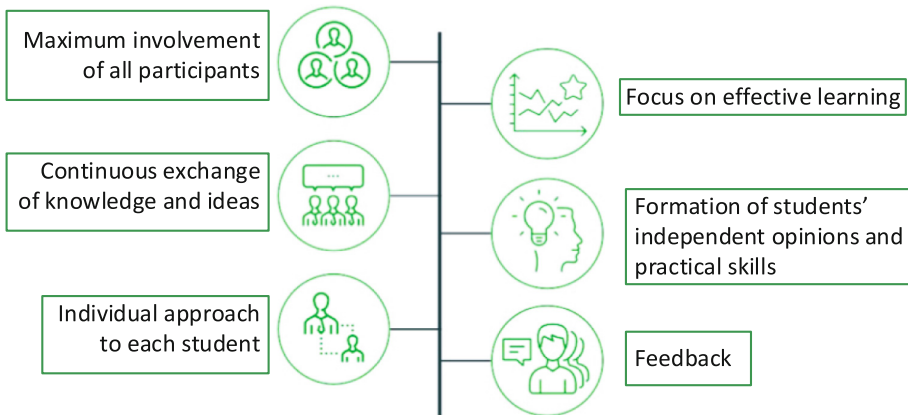 Maximum involvement
of all participants
Focus on effective learning
Continuous exchange
of knowledge and ideas
Formation of students’
independent opinions and
practical skills
Individual approach
to each student
Feedback